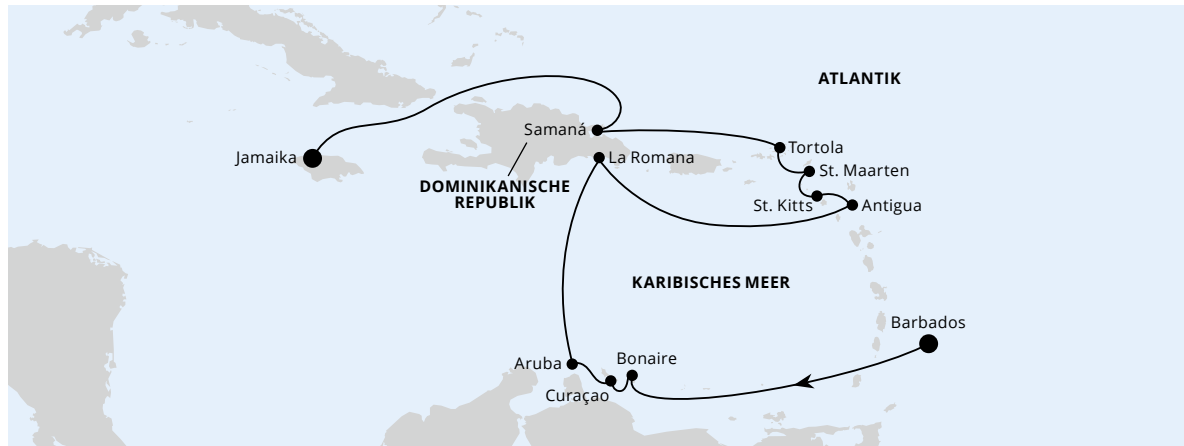 ATLANTIK
Samaná
Tortola
Jamaika
La Romana
St. Maarten
DOMINIKANISCHE
REPUBLIK
St. Kitts
Antigua
KARIBISCHES MEER
Barbados
Aruba
Bonaire
Curaçao